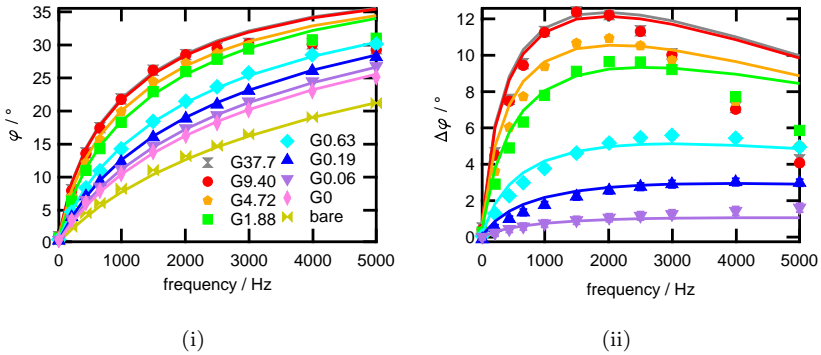 35
30
25
20
15
10
5
0
φ / °
0 1000 2000 3000 4000 5000
frequency / Hz
G37.7
G9.40
G4.72
G1.88
G0.63
G0.19
G0.06
G0
bare
(i)
12
10
8
6
4
2
0
Δφ / °
0 1000 2000 3000 4000 5000
frequency / Hz
(ii)